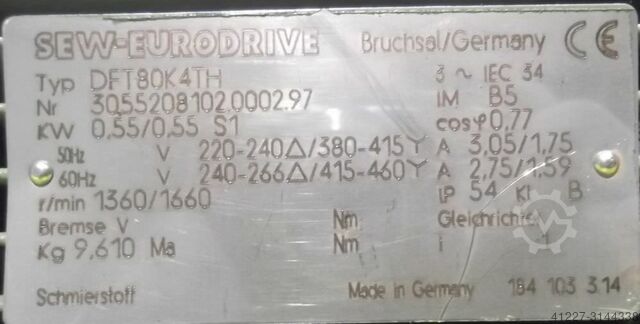 SEW-EURODRIVE Bruchsal/Germany CE
Typ DFT80K4TH 3 ~ IEC 34
Nr 3055208102.0002.97 IM B5
KW 0,55/0,55 S1 cosφ 0,77
50Hz V 220-240△/380-415Y A 3,05/1,75
60Hz V 240-266△/415-460Y A 2,75/1,59
r/min 1360/1660 IP 54 Kl B
Bremse V Nm Gleichrichter
Kg 9,610 Ma Nm i
Schmierstoff Made in Germany 184 103 3.14
41227-3144338